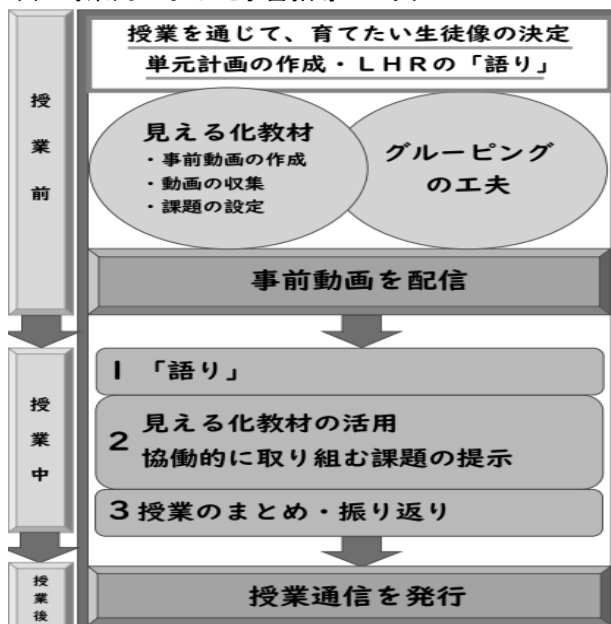 授業を通じて、育てたい生徒像の決定
単元計画の作成・LHRの「語り」
授業前
見える化教材
・事前動画の作成
・動画の収集
・課題の設定
グルーピング
の工夫
事前動画を配信
授業中
1 「語り」
2 見える化教材の活用
協働的に取り組む課題の提示
3 授業のまとめ・振り返り
授業後
授業通信を発行